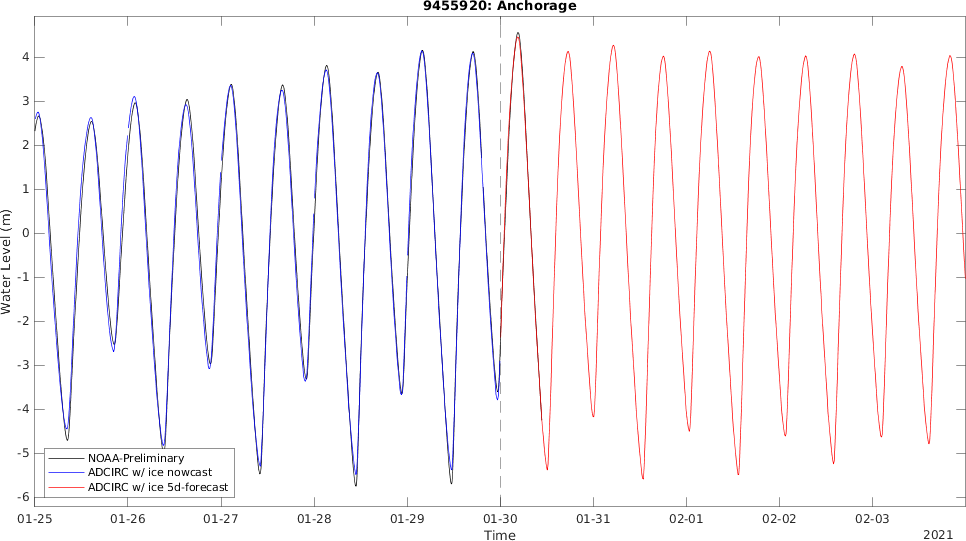 9455920: Anchorage
Water Level (m)
4
3
2
1
0
-1
-2
-3
-4
-5
-6
NOAA-Preliminary
ADCIRC w/ ice nowcast
ADCIRC w/ ice 5d-forecast
01-25 01-26 01-27 01-28 01-29 01-30 01-31 02-01 02-02 02-03
Time
2021